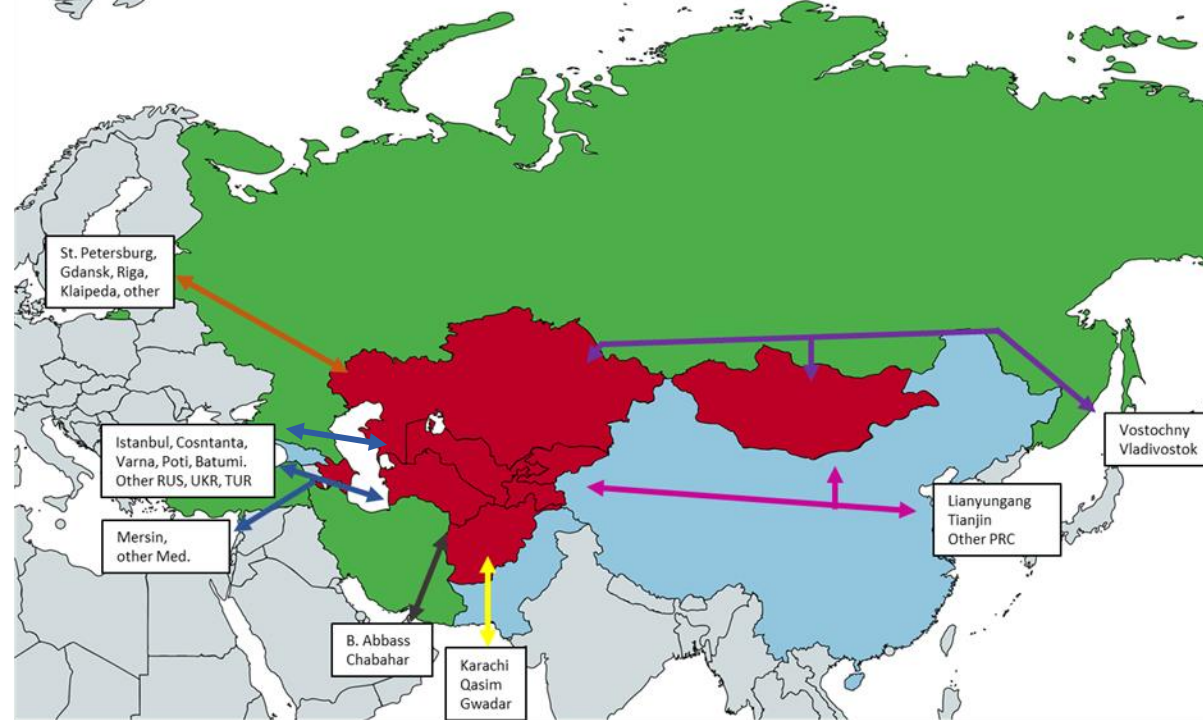 St. Petersburg,
Gdansk, Riga,
Klaipeda, other
Istanbul, Cosntanta,
Varna, Poti, Batumi.
Other RUS, UKR, TUR
Mersin,
other Med.
B. Abbass
Chabahar
Karachi
Qasim
Gwadar
Lianyungang
Tianjin
Other PRC
Vostochny
Vladivostok